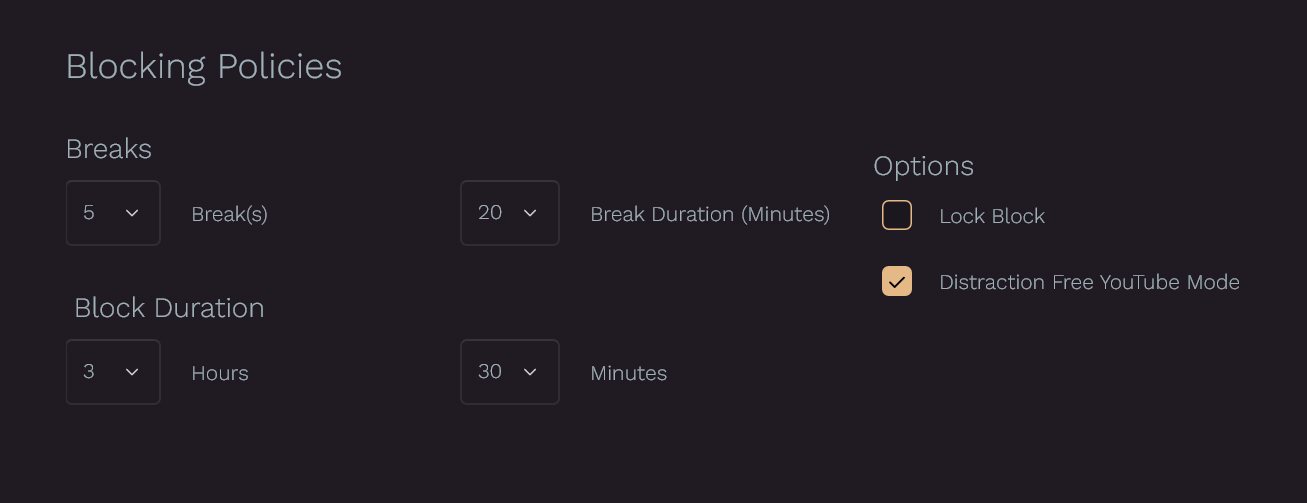 Blocking Policies
Breaks
5 Break(s) 20 Break Duration (Minutes)
Block Duration
3 Hours 30 Minutes
Options
Lock Block
Distraction Free YouTube Mode